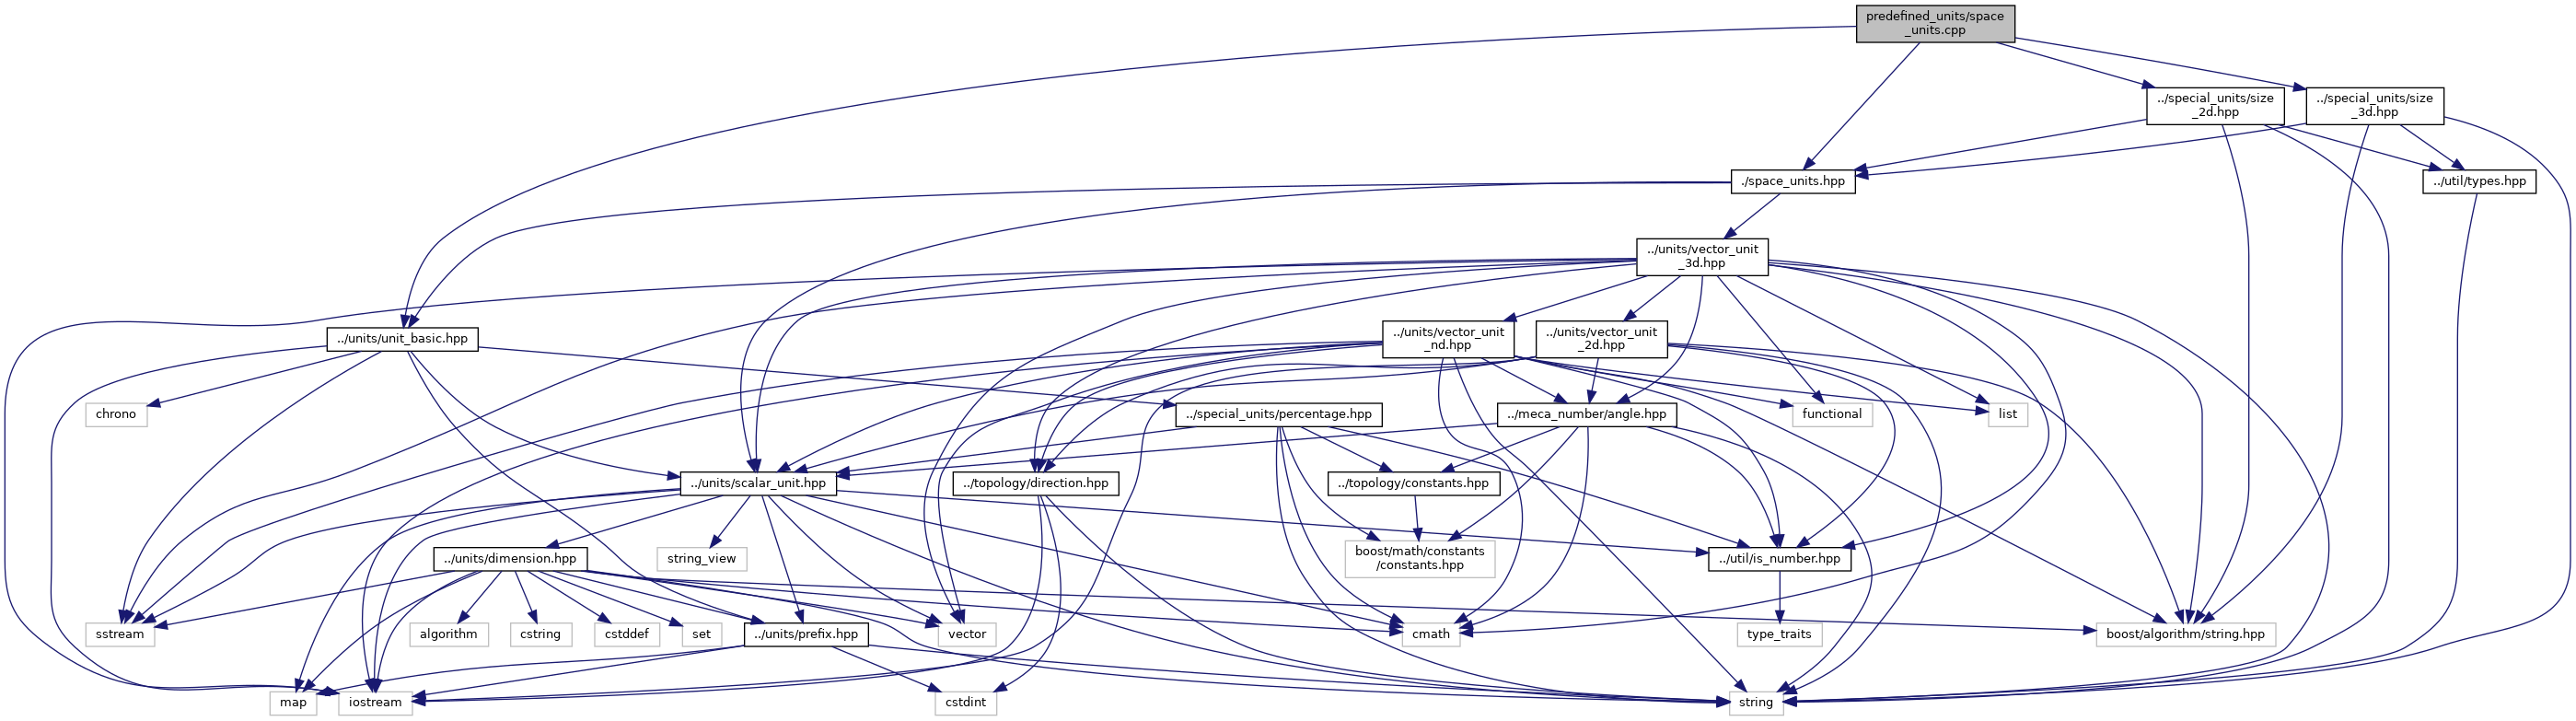 predefined_units/space
_units.cpp
../special_units/size
_2d.hpp
../special_units/size
_3d.hpp
./space_units.hpp
../util/types.hpp
../units/vector_unit
_3d.hpp
../units/unit_basic.hpp
../units/vector_unit
_nd.hpp
../units/vector_unit
_2d.hpp
chrono
../special_units/percentage.hpp
../meca_number/angle.hpp
functional
list
../units/scalar_unit.hpp
../topology/direction.hpp
../topology/constants.hpp
../units/dimension.hpp
string_view
boost/math/constants
/constants.hpp
../util/is_number.hpp
sstream
algorithm
cstring
cstddef
set
../units/prefix.hpp
vector
cmath
type_traits
boost/algorithm/string.hpp
map
iostream
cstdint
string